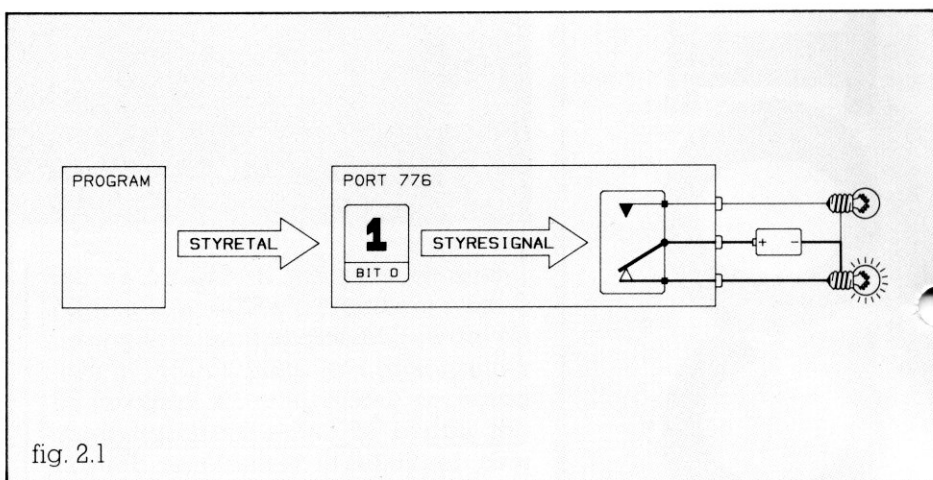 PROGRAM
STYRETAL
PORT 776
1
BIT 0
STYRESIGNAL
+ -
fig. 2.1